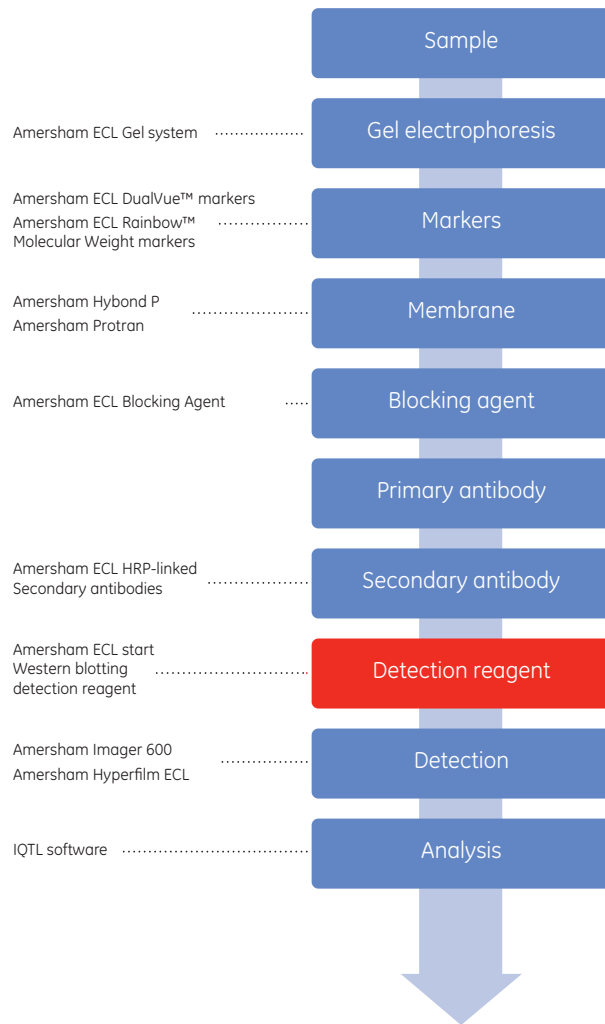 Sample
Amersham ECL Gel system
Gel electrophoresis
Amersham ECL DualVue™ markers
Amersham ECL Rainbow™
Molecular Weight markers
Markers
Amersham Hybond P
Amersham Protran
Membrane
Amersham ECL Blocking Agent
Blocking agent
Primary antibody
Amersham ECL HRP-linked
Secondary antibodies
Secondary antibody
Amersham ECL start
Western blotting
detection reagent
Detection reagent
Amersham Imager 600
Amersham Hyperfilm ECL
Detection
IQTL software
Analysis